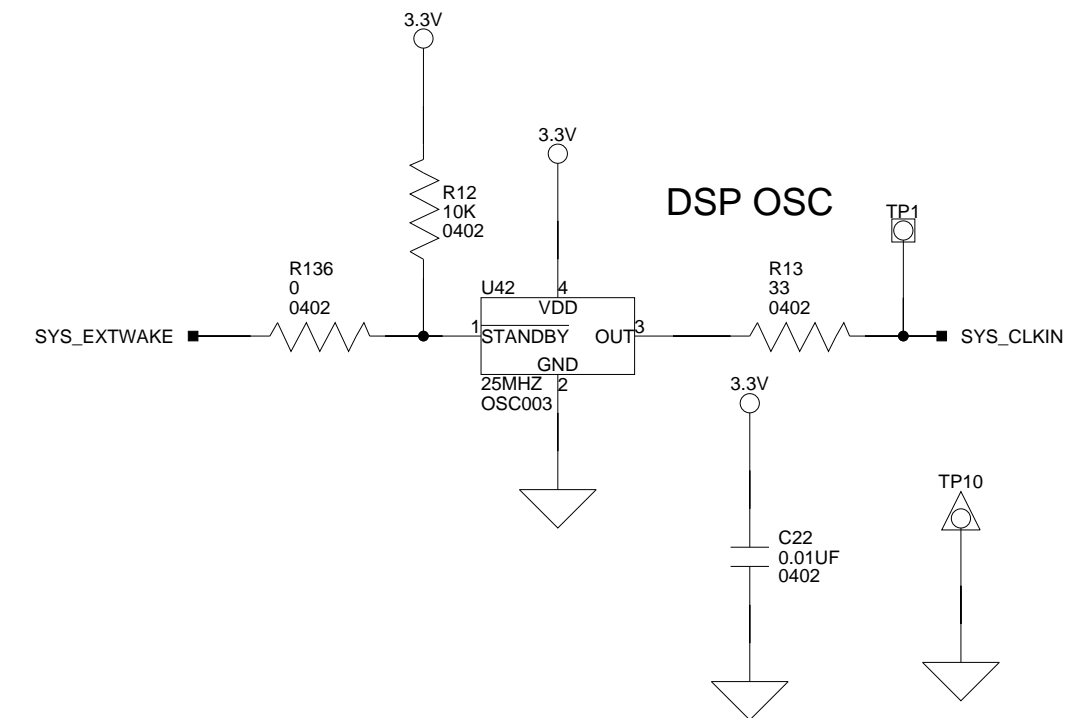 3.3V
3.3V
DSP OSC
R12
10K
0402
TP1
R136
0
0402
U42
4
VDD
R13
33
0402
SYS_EXTWAKE
1
STANDBY
OUT
3
SYS_CLKIN
GND
25MHZ
2
OSC003
3.3V
TP10
C22
0.01UF
0402